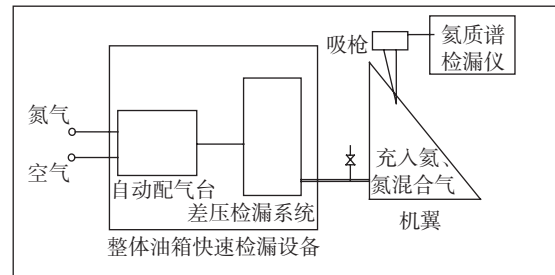 吸枪
氦质谱
检漏仪
氮气
空气
自动配气台
差压检漏系统
整体油箱快速检漏设备
充入氦、
氮混合气
机翼